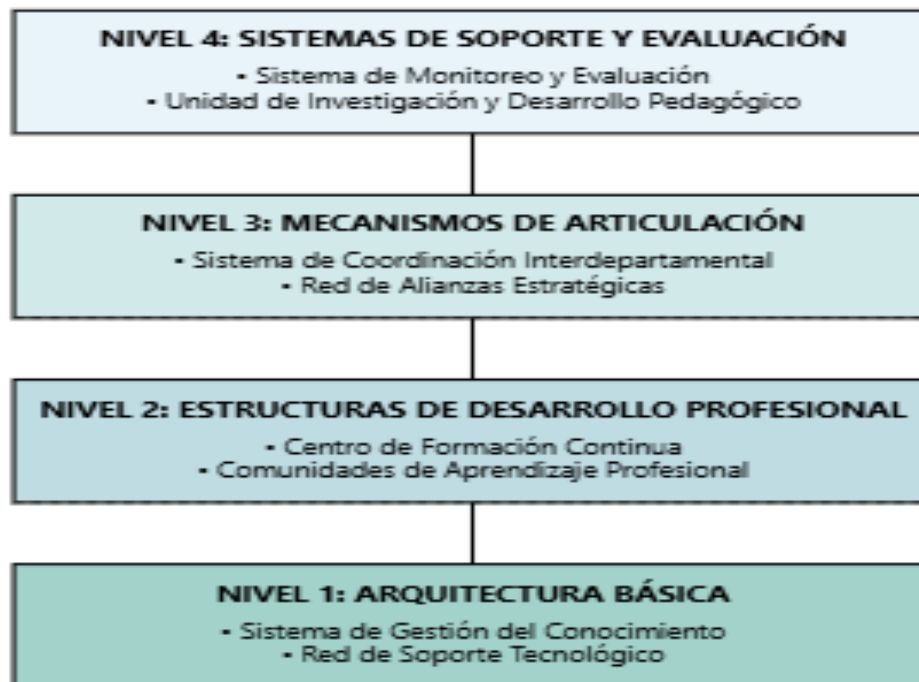 NIVEL 4: SISTEMAS DE SOPORTE Y EVALUACIÓN
▪ Sistema de Monitoreo y Evaluación
▪ Unidad de Investigación y Desarrollo Pedagógico
NIVEL 3: MECANISMOS DE ARTICULACIÓN
▪ Sistema de Coordinación Interdepartamental
▪ Red de Alianzas Estratégicas
NIVEL 2: ESTRUCTURAS DE DESARROLLO PROFESIONAL
▪ Centro de Formación Continua
▪ Comunidades de Aprendizaje Profesional
NIVEL 1: ARQUITECTURA BÁSICA
▪ Sistema de Gestión del Conocimiento
▪ Red de Soporte Tecnológico